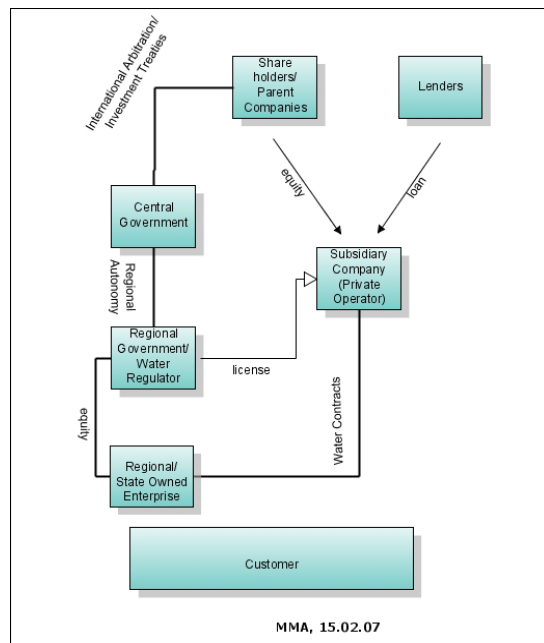 International Arbitration/
Investment Treaties
Share
holders/
Parent
Companies
Lenders
equity
loan
Central
Government
Regional
Autonomy
Subsidiary
Company
(Private
Operator)
Regional
Government/
Water
Regulator
license
equity
Water Contracts
Regional/
State Owned
Enterprise
Customer
MMA, 15.02.07